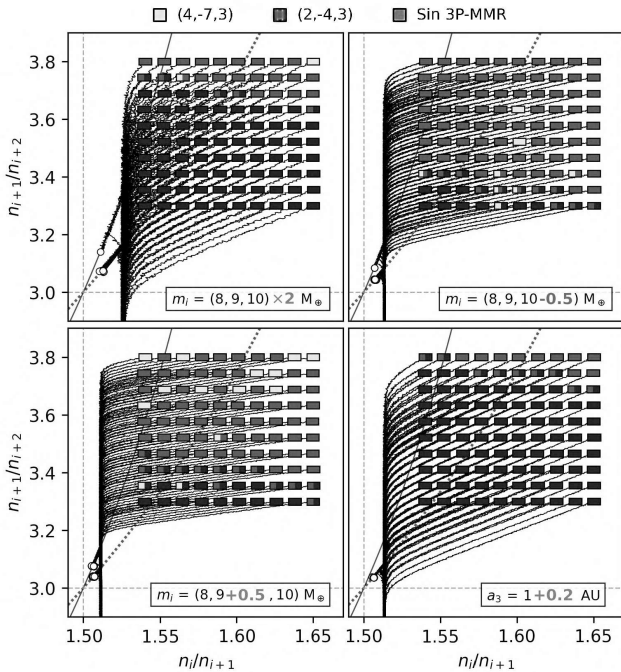 (4,-7,3) (2,-4,3) Sin 3P-MMR
3.8
3.6
3.4
3.2
3.0
n_{i+1}/n_{i+2}
m_i = (8, 9, 10) ×2 M_⊕
m_i = (8, 9, 10-0.5) M_⊕
3.8
3.6
3.4
3.2
3.0
n_{i+1}/n_{i+2}
m_i = (8, 9+0.5, 10) M_⊕
a_3 = 1+0.2 AU
1.50 1.55 1.60 1.65
1.50 1.55 1.60 1.65
n_i/n_{i+1}
n_i/n_{i+1}